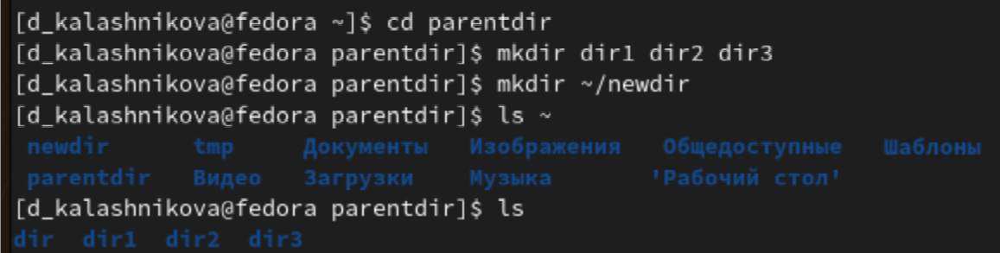 [d_kalashnikova@fedora ~]$ cd parentdir
[d_kalashnikova@fedora parentdir]$ mkdir dir1 dir2 dir3
[d_kalashnikova@fedora parentdir]$ mkdir ~/newdir
[d_kalashnikova@fedora parentdir]$ ls ~
newdir tmp Документы Изображения Общедоступные Шаблоны
parentdir Видео Загрузки Музыка 'Рабочий стол'
[d_kalashnikova@fedora parentdir]$ ls
dir dir1 dir2 dir3